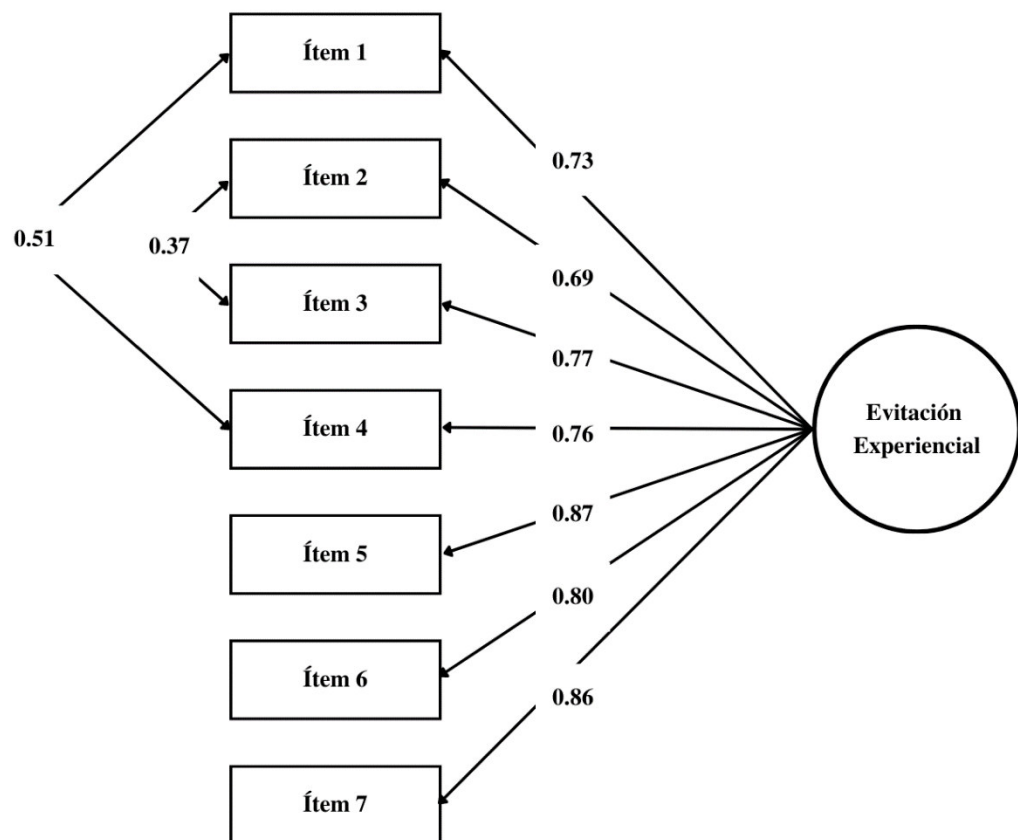 Ítem 1
0.73
Ítem 2
0.51
0.37
0.69
Ítem 3
0.77
Ítem 4
0.76
Evitación
Experiencial
Ítem 5
0.87
0.80
Ítem 6
0.86
Ítem 7